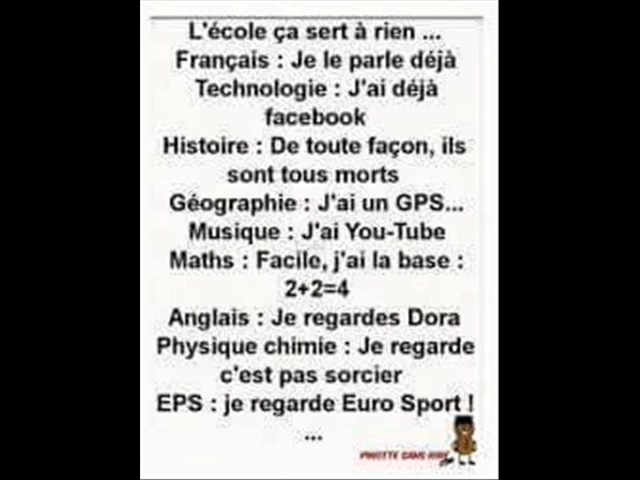 L'école ça sert à rien ...
Français : Je le parle déjà
Technologie : J'ai déjà
facebook
Histoire : De toute façon, ils
sont tous morts
Géographie : J'ai un GPS...
Musique : J'ai You-Tube
Maths : Facile, j'ai la base :
2+2=4
Anglais : Je regardes Dora
Physique chimie : Je regarde
c'est pas sorcier
EPS : je regarde Euro Sport !
...